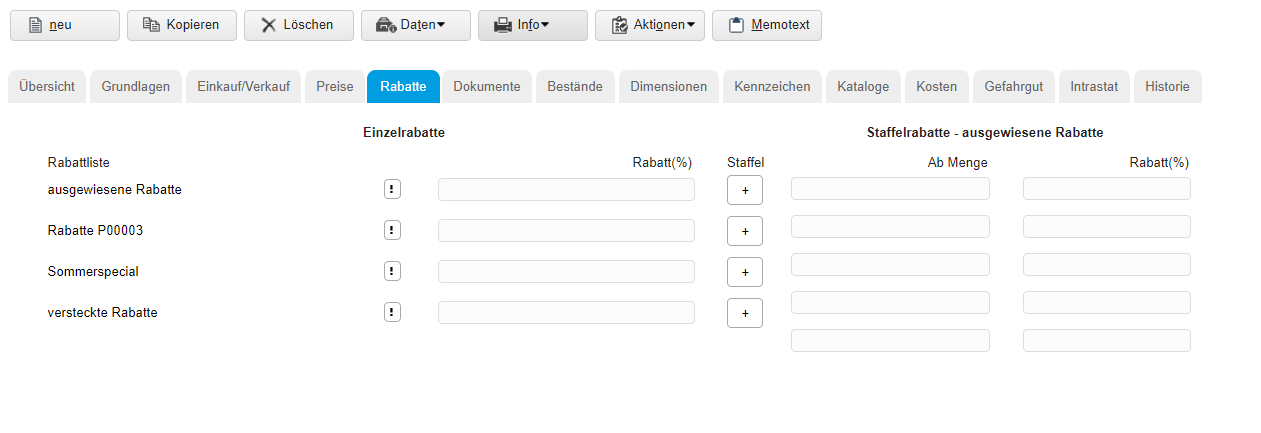 neu Kopieren Löschen Daten Info Aktionen Memotext
Übersicht Grundlagen Einkauf/Verkauf Preise Rabatte Dokumente Bestände Dimensionen Kennzeichen Kataloge Kosten Gefahrgut Intrastat Historie
Einzelrabatte Staffelrabatte - ausgewiesene Rabatte
Rabattliste Rabatt(%) Staffel Ab Menge Rabatt(%)
ausgewiesene Rabatte ! +
Rabatte P00003 ! +
Sommerspecial ! +
versteckte Rabatte ! +